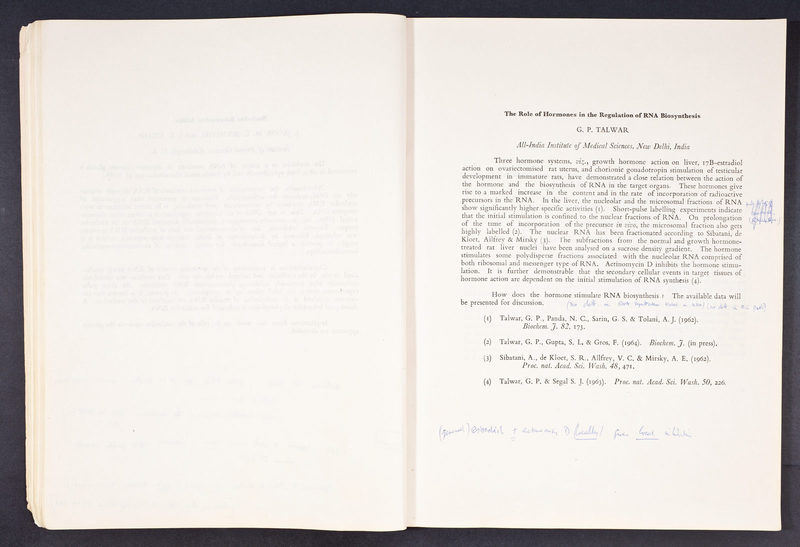 The Role of Hormones in the Regulation of RNA Biosynthesis
G. P. TALWAR
All-India Institute of Medical Sciences, New Delhi, India
Three hormone systems, viz., growth hormone action on liver, 17B-estradiol
action on ovariectomised rat uterus, and chorionic gonadotropin stimulation of testicular
development in immature rats, have demonstrated a close relation between the action of
the hormone and the biosynthesis of RNA in the target organs. These hormones give
rise to a marked increase in the content and in the rate of incorporation of radioactive
precursors in the RNA. In the liver, the nucleolar and the microsomal fractions of RNA
show significantly higher specific activities (1). Short-pulse labelling experiments indicate
that the initial stimulation is confined to the nuclear fractions of RNA. On prolongation
of the time of incorporation of the precursor in vivo, the microsomal fraction also gets
highly labelled (2). The nuclear RNA has been fractionated according to Sibatani, de
Kloet, Allfrey & Mirsky (3). The subfractions from the normal and growth hormone-
treated rat liver nuclei have been analysed on a sucrose density gradient. The hormone
stimulates some polydisperse fractions associated with the nucleolar RNA comprised of
both ribosomal and messenger type of RNA. Actinomycin D inhibits the hormone stimu-
lation. It is further demonstrable that the secondary cellular events in target tissues of
hormone action are dependent on the initial stimulation of RNA synthesis (4).
How does the hormone stimulate RNA biosynthesis? The available data will
be presented for discussion.
(1) Talwar, G. P., Panda, N. C., Sarin, G. S. & Tolani, A. J. (1962).
Biochem. J. 82, 173.
(2) Talwar, G. P., Gupta, S. L. & Gros, F. (1964). Biochem. J. (in press).
(3) Sibatani, A., de Kloet, S. R., Allfrey, V. C. & Mirsky, A. E. (1962).
Proc. nat. Acad. Sci. Wash. 48, 471.
(4) Talwar, G. P. & Segal S. J. (1963). Proc. nat. Acad. Sci. Wash. 50, 226.
(general) estradiol + actinomycin D (locally) gives local inhibition